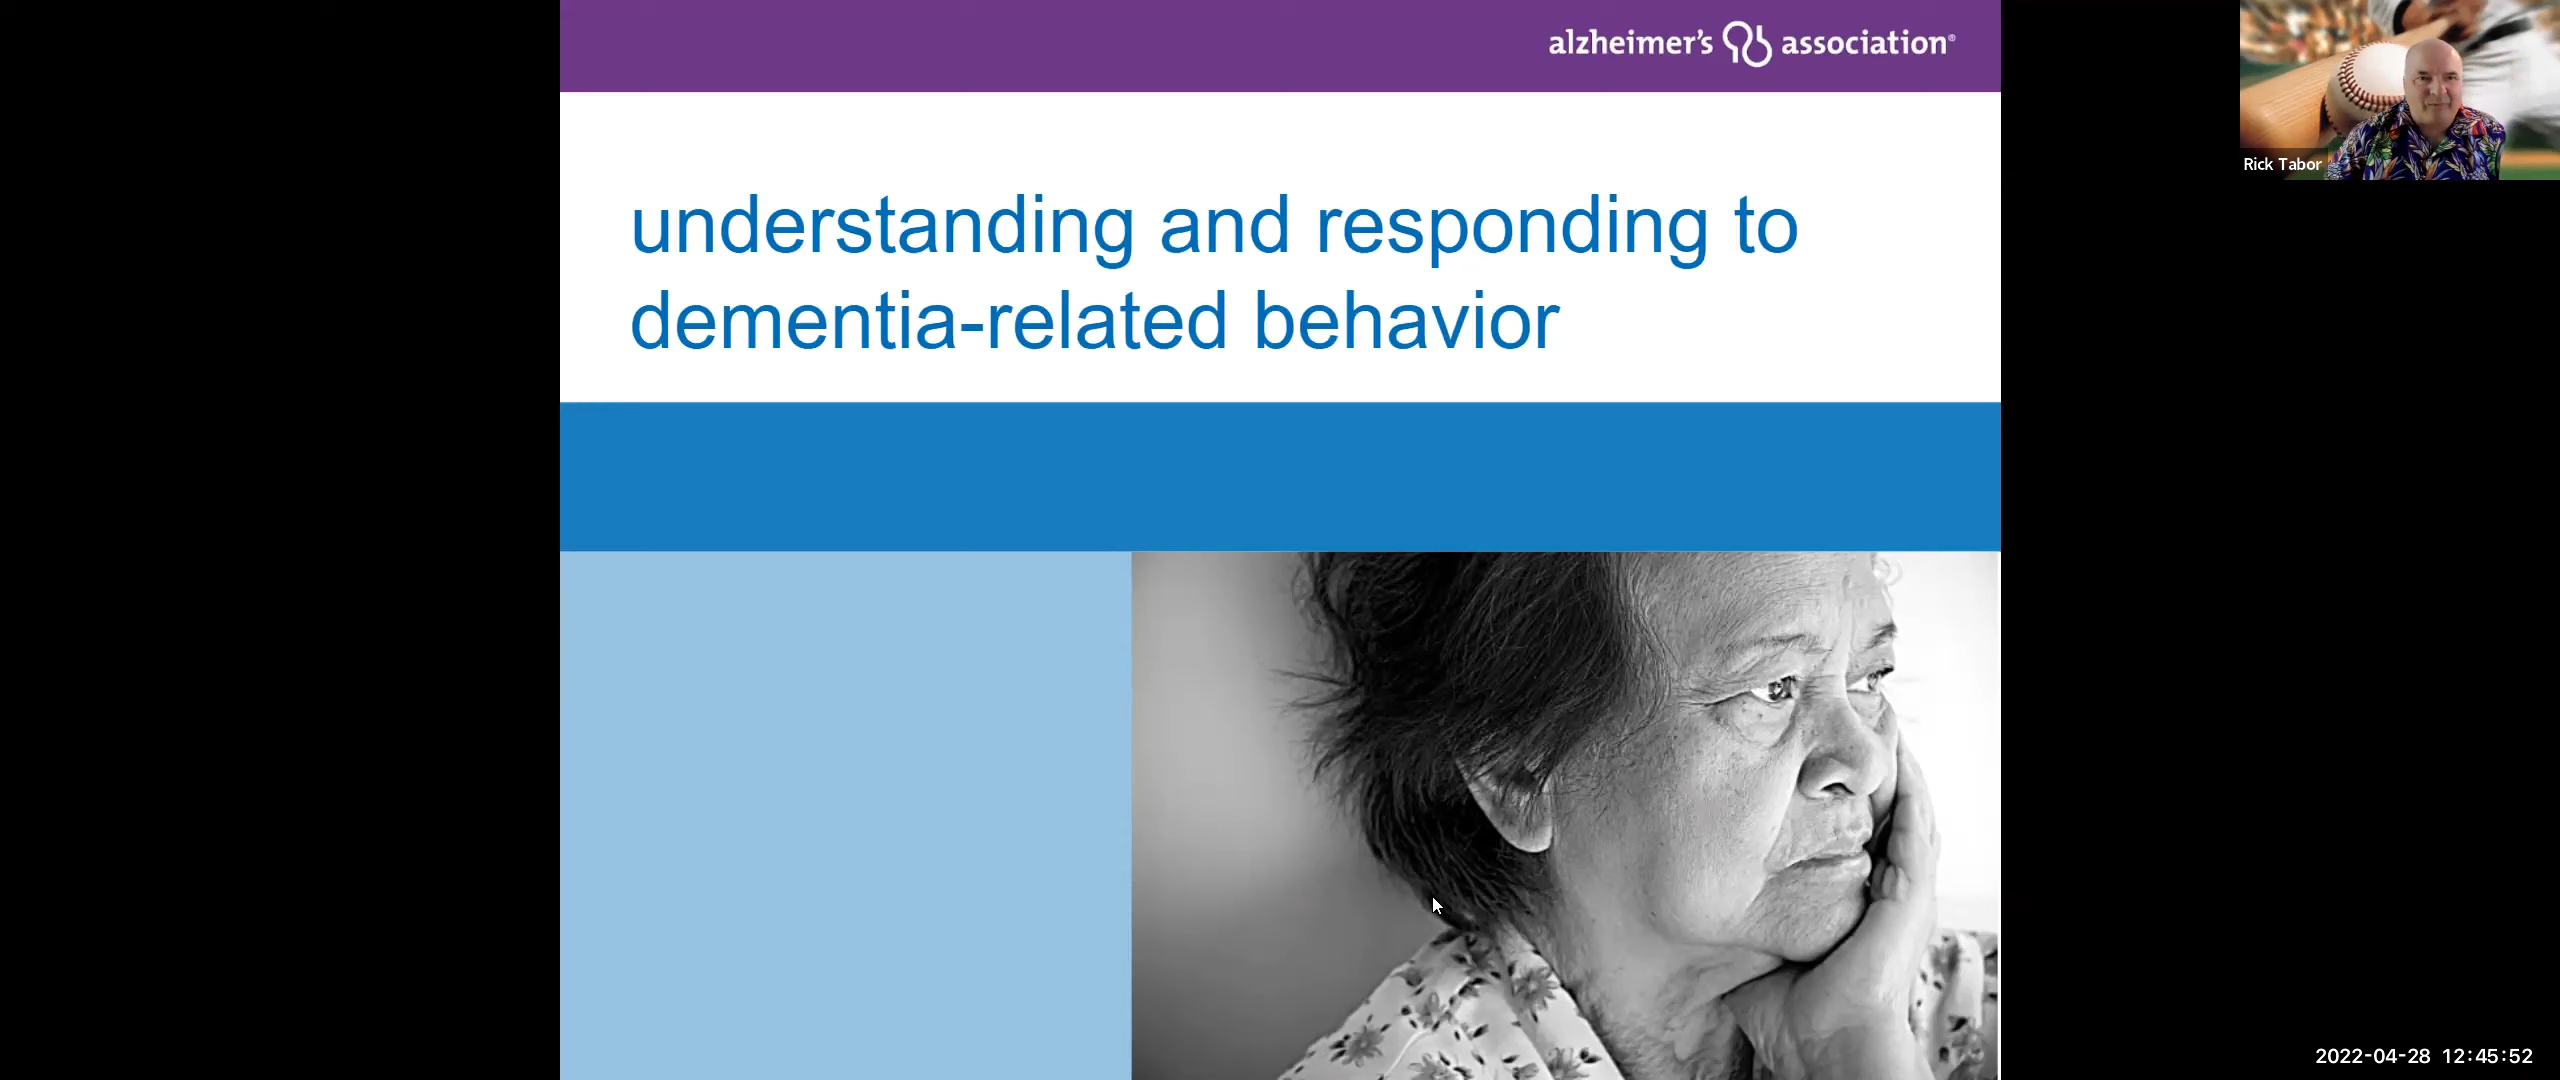 alzheimer's association®
understanding and responding to
dementia-related behavior
Rick Tabor
2022-04-28 12:45:52